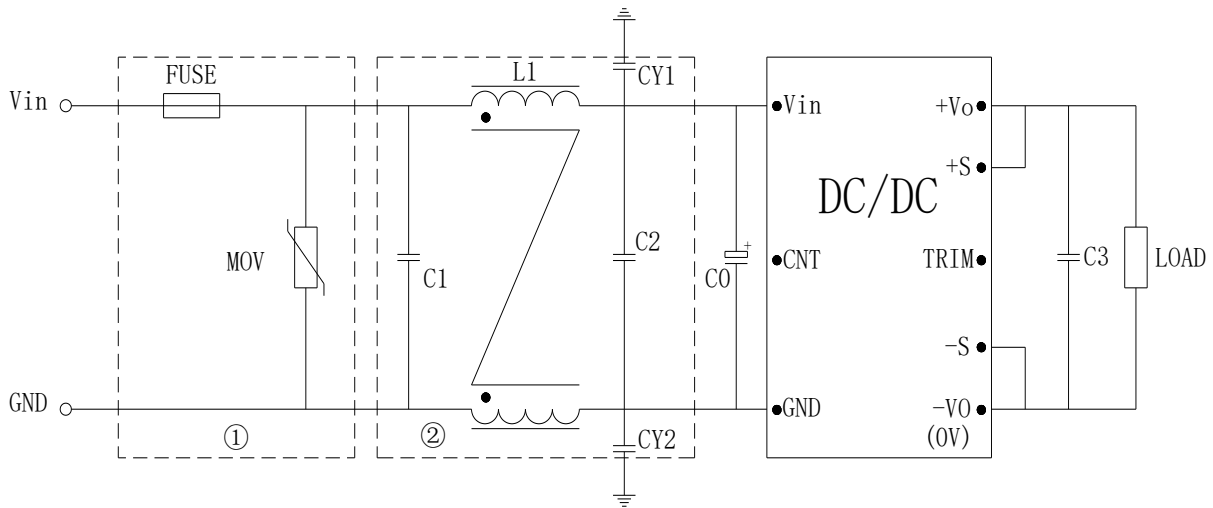 FUSE
L1
CY1
Vin
Vin
+Vo
+S
DC/DC
MOV
C1
C2
+
C0
CNT
TRIM
C3
LOAD
-S
GND
GND
-VO
(0V)
①
②
CY2